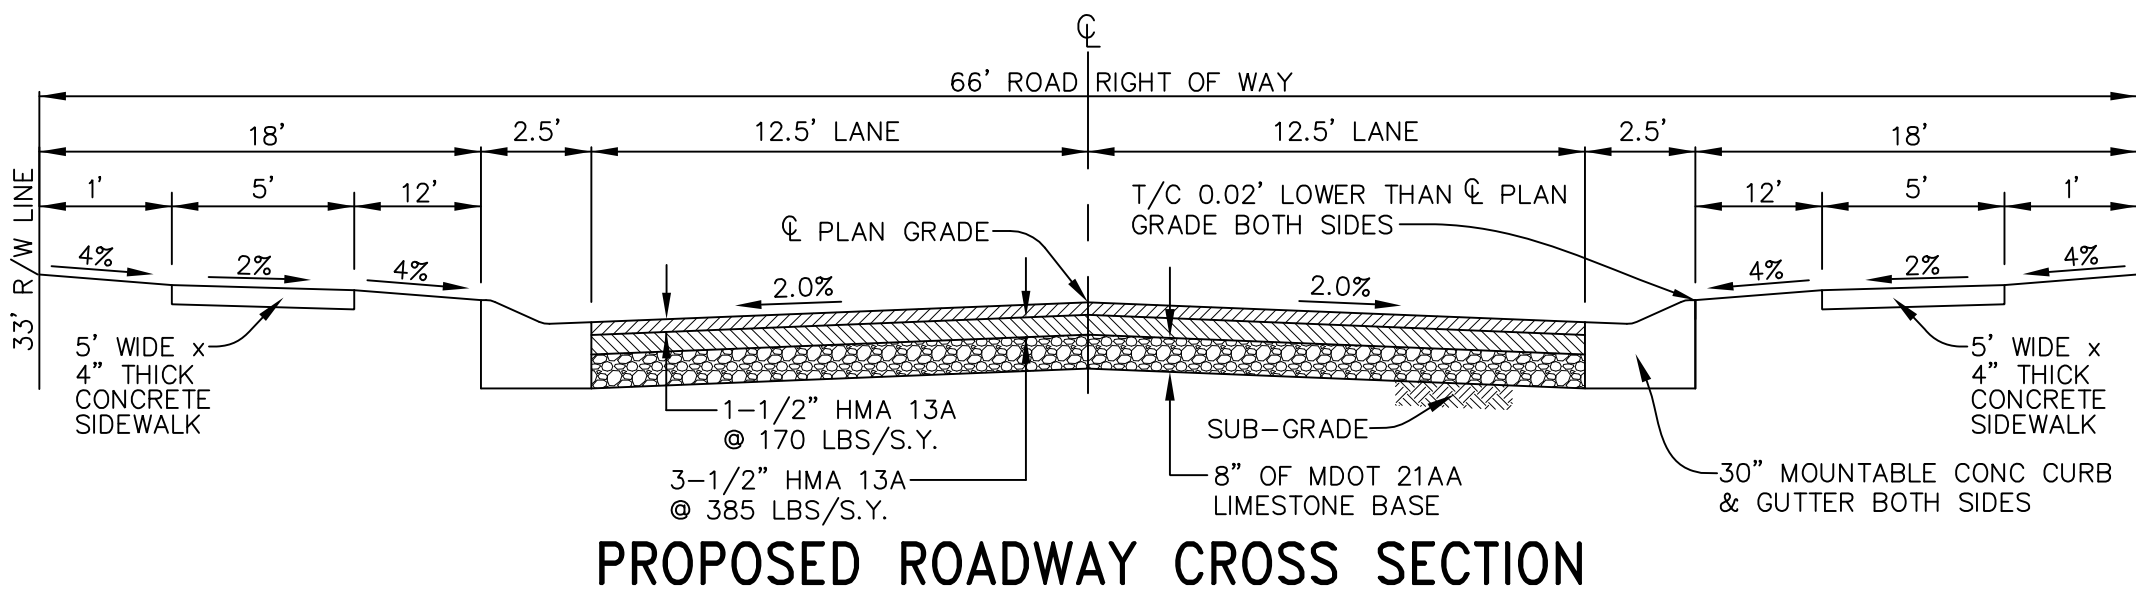 ℄
66' ROAD RIGHT OF WAY
18'
2.5'
12.5' LANE
12.5' LANE
2.5'
18'
1'
5'
12'
T/C 0.02' LOWER THAN ℄ PLAN
GRADE BOTH SIDES
12'
5'
1'
33' R/W LINE
℄ PLAN GRADE
4%
2%
4%
2.0%
2.0%
4%
2%
4%
5' WIDE x
4" THICK
CONCRETE
SIDEWALK
5' WIDE x
4" THICK
CONCRETE
SIDEWALK
1-1/2" HMA 13A
@ 170 LBS/S.Y.
SUB-GRADE
3-1/2" HMA 13A
@ 385 LBS/S.Y.
8" OF MDOT 21AA
LIMESTONE BASE
30" MOUNTABLE CONC CURB
& GUTTER BOTH SIDES
PROPOSED ROADWAY CROSS SECTION